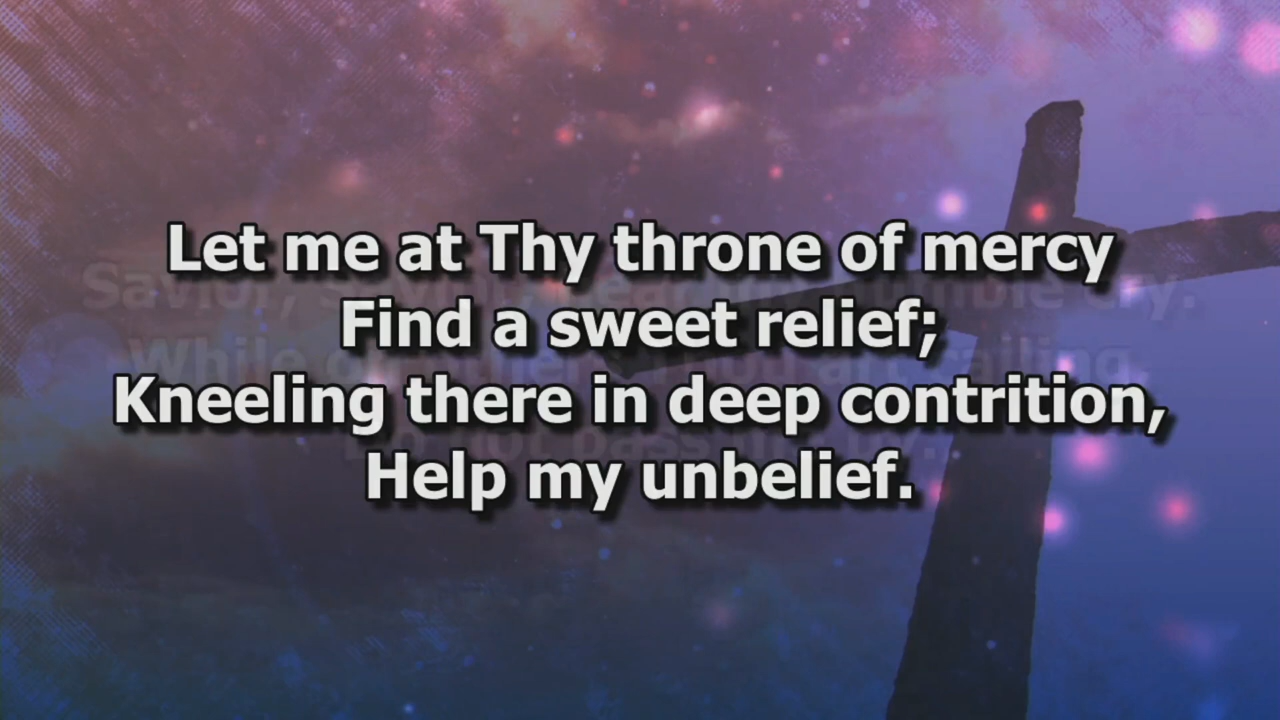 Let me at Thy throne of mercy
Find a sweet relief;
Kneeling there in deep contrition,
Help my unbelief.